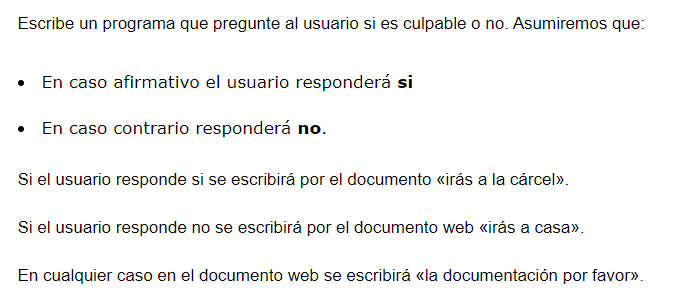 Escribe un programa que pregunte al usuario si es culpable o no. Asumiremos que:
• En caso afirmativo el usuario responderá si
• En caso contrario responderá no.
Si el usuario responde si se escribirá por el documento «irás a la cárcel».
Si el usuario responde no se escribirá por el documento web «irás a casa».
En cualquier caso en el documento web se escribirá «la documentación por favor».